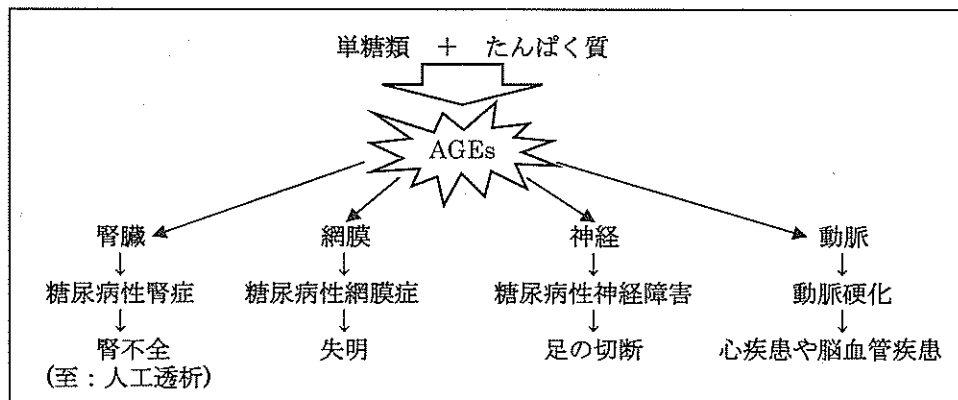 単糖類 + たんぱく質
AGEs
腎臓 網膜 神経 動脈
↓ ↓ ↓ ↓
糖尿病性腎症 糖尿病性網膜症 糖尿病性神経障害 動脈硬化
↓ ↓ ↓ ↓
腎不全 失明 足の切断 心疾患や脳血管疾患
(至:人工透析)